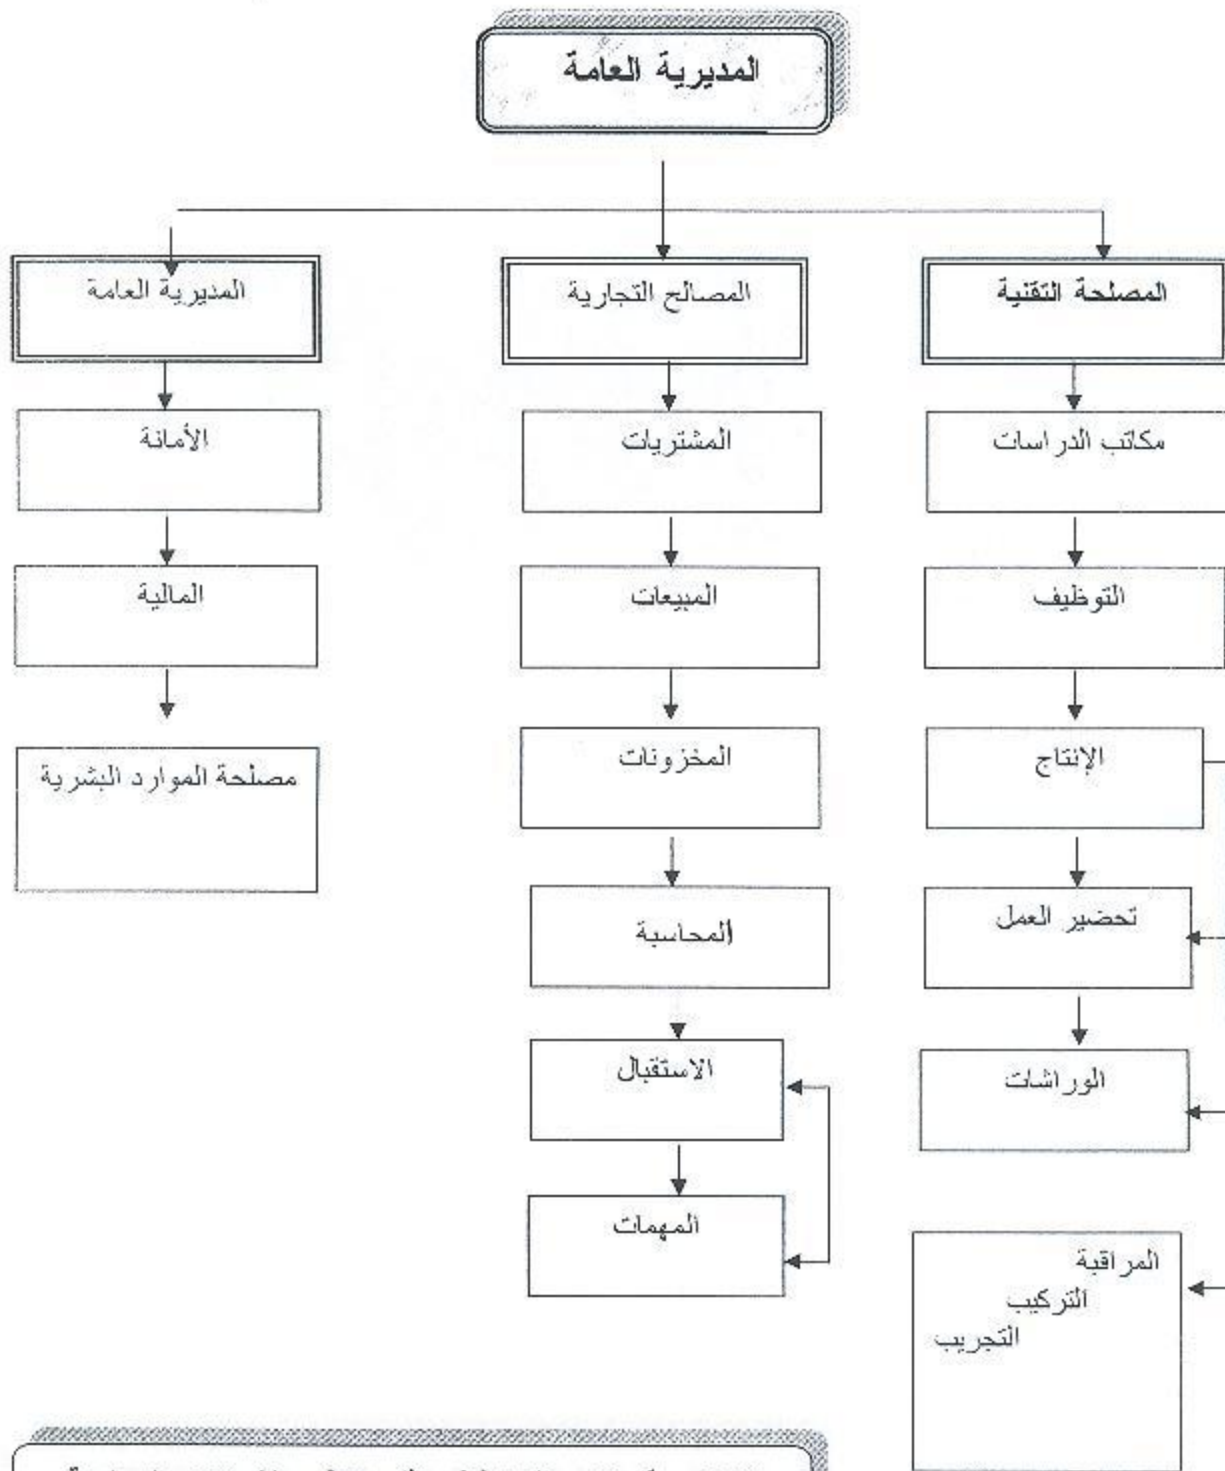 المديرية العامة
المصلحة التقنية
المصالح التجارية
المديرية العامة
مكاتب الدراسات
المشتريات
الأمانة
التوظيف
المبيعات
المالية
الإنتاج
المخزونات
مصلحة الموارد البشرية
تحضير العمل
المحاسبة
الوراشات
الاستقبال
المهمات
المراقبة
التركيب
التجريب